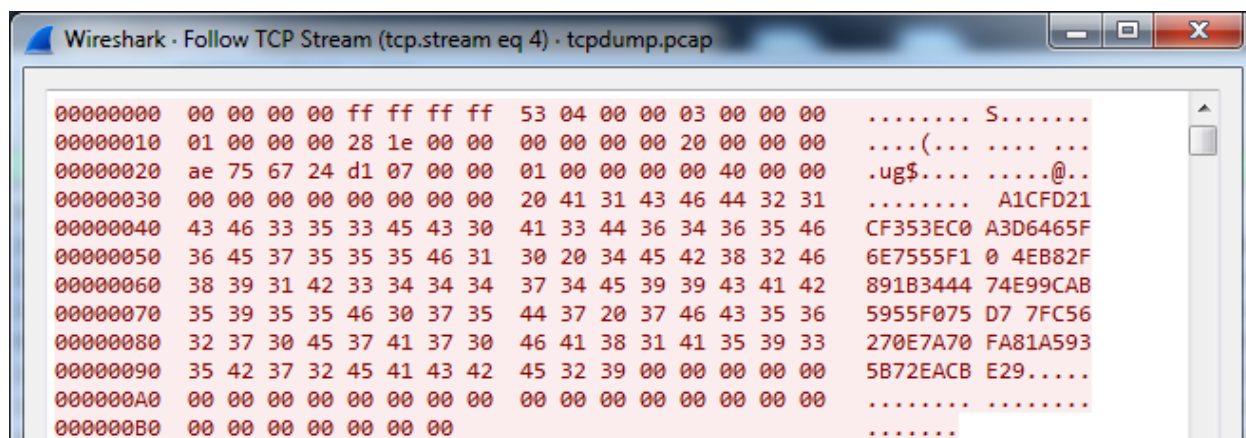 Wireshark · Follow TCP Stream (tcp.stream eq 4) · tcpdump.pcap
00000000 00 00 00 00 ff ff ff ff 53 04 00 00 03 00 00 00 ........ S.......
00000010 01 00 00 00 28 1e 00 00 00 00 00 00 20 00 00 00 ....(... .... ...
00000020 ae 75 67 24 d1 07 00 00 01 00 00 00 00 40 00 00 .ug$.... .....@..
00000030 00 00 00 00 00 00 00 00 20 41 31 43 46 44 32 31 ........ A1CFD21
00000040 43 46 33 35 33 45 43 30 41 33 44 36 34 36 35 46 CF353EC0 A3D6465F
00000050 36 45 37 35 35 35 46 31 30 20 34 45 42 38 32 46 6E7555F1 0 4EB82F
00000060 38 39 31 42 33 34 34 34 37 34 45 39 39 43 41 42 891B3444 74E99CAB
00000070 35 39 35 35 46 30 37 35 44 37 20 37 46 43 35 36 5955F075 D7 7FC56
00000080 32 37 30 45 37 41 37 30 46 41 38 31 41 35 39 33 270E7A70 FA81A593
00000090 35 42 37 32 45 41 43 42 45 32 39 00 00 00 00 00 5B72EACB E29.....
000000A0 00 00 00 00 00 00 00 00 00 00 00 00 00 00 00 00 ........ ........
000000B0 00 00 00 00 00 00 00 .......